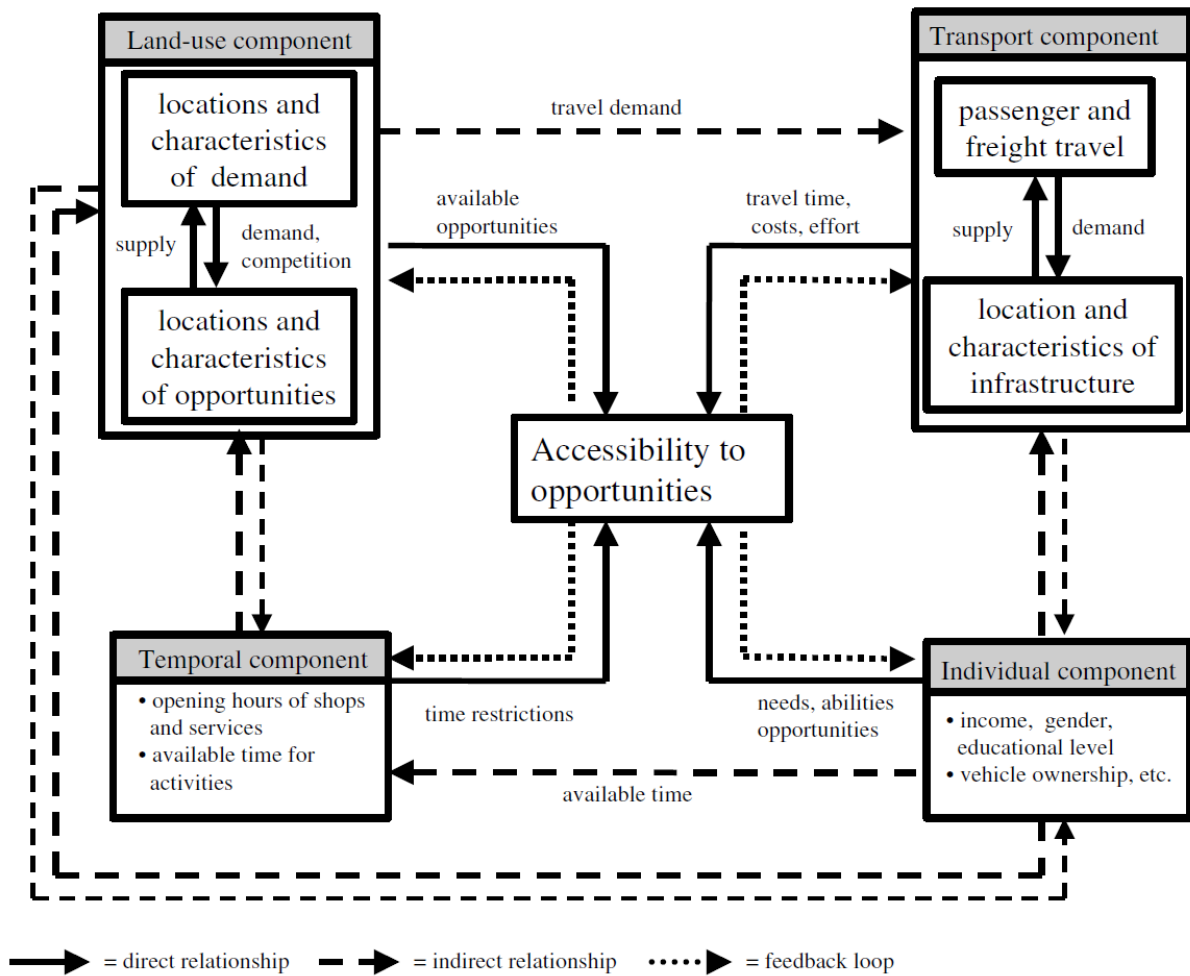 Land-use component
locations and
characteristics
of demand
supply
demand,
competition
locations and
characteristics
of opportunities
travel demand
available
opportunities
travel time,
costs, effort
Transport component
passenger and
freight travel
supply
demand
location and
characteristics of
infrastructure
Accessibility to
opportunities
Temporal component
• opening hours of shops
and services
• available time for
activities
time restrictions
needs, abilities
opportunities
available time
Individual component
• income, gender,
educational level
• vehicle ownership, etc.
= direct relationship
= indirect relationship
= feedback loop